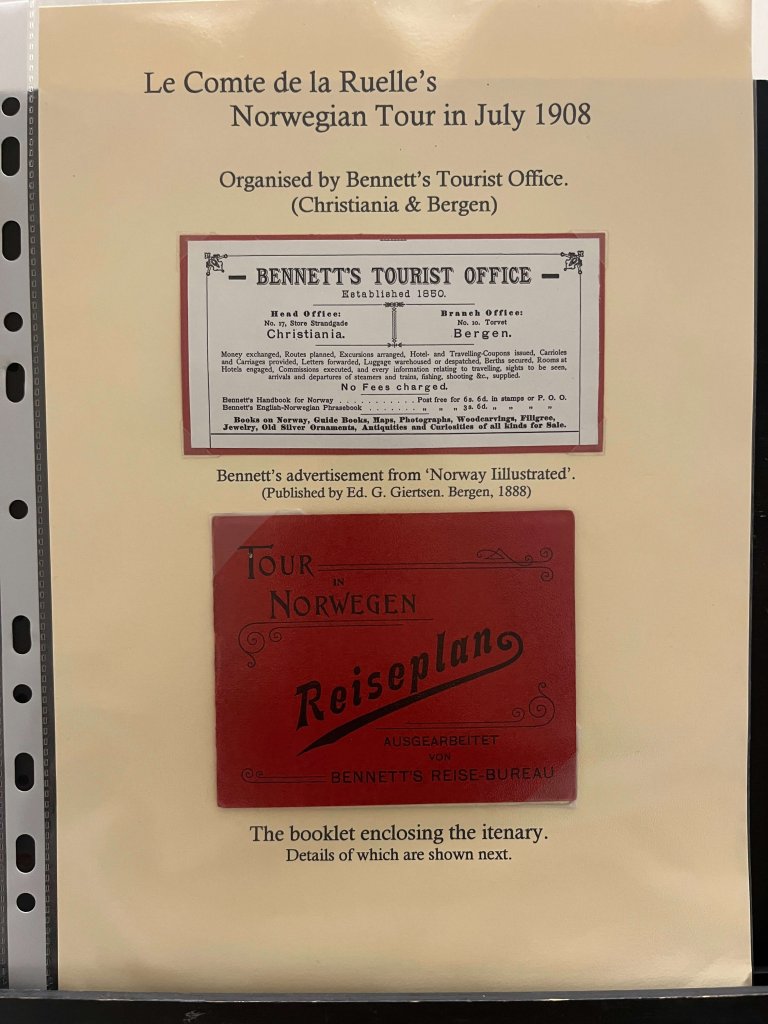 Le Comte de la Ruelle's
Norwegian Tour in July 1908
Organised by Bennett's Tourist Office.
(Christiania & Bergen)
— BENNETT'S TOURIST OFFICE —
Established 1850.
Head Office:
No. 17, Store Strandgade
Christiania.
Branch Office:
No. 10. Torvet
Bergen.
Money exchanged, Routes planned, Excursions arranged, Hotel- and Travelling-Coupons issued, Carrioles
and Carriages provided, Letters forwarded, Luggage warehoused or despatched, Berths secured, Rooms at
Hotels engaged, Commissions executed, and every information relating to travelling, sights to be seen,
arrivals and departures of steamers and trains, fishing, shooting &c., supplied.
No Fees charged.
Bennett's Handbook for Norway . . . . . . . . . . . . Post free for 6 s. 6 d. in stamps or P. O. O.
Bennett's English-Norwegian Phrasebook . . . . . . . . „ „ „ 3 s. 6 d. „ „ „ „
Books on Norway, Guide Books, Maps, Photographs, Woodcarvings, Filigree,
Jewelry, Old Silver Ornaments, Antiquities and Curiosities of all kinds for Sale.
Bennett's advertisement from 'Norway Iillustrated'.
(Published by Ed. G. Giertsen. Bergen, 1888)
TOUR
IN
NORWEGEN
Reiseplan
AUSGEARBEITET
VON
BENNETT'S REISE-BUREAU
The booklet enclosing the itenary.
Details of which are shown next.